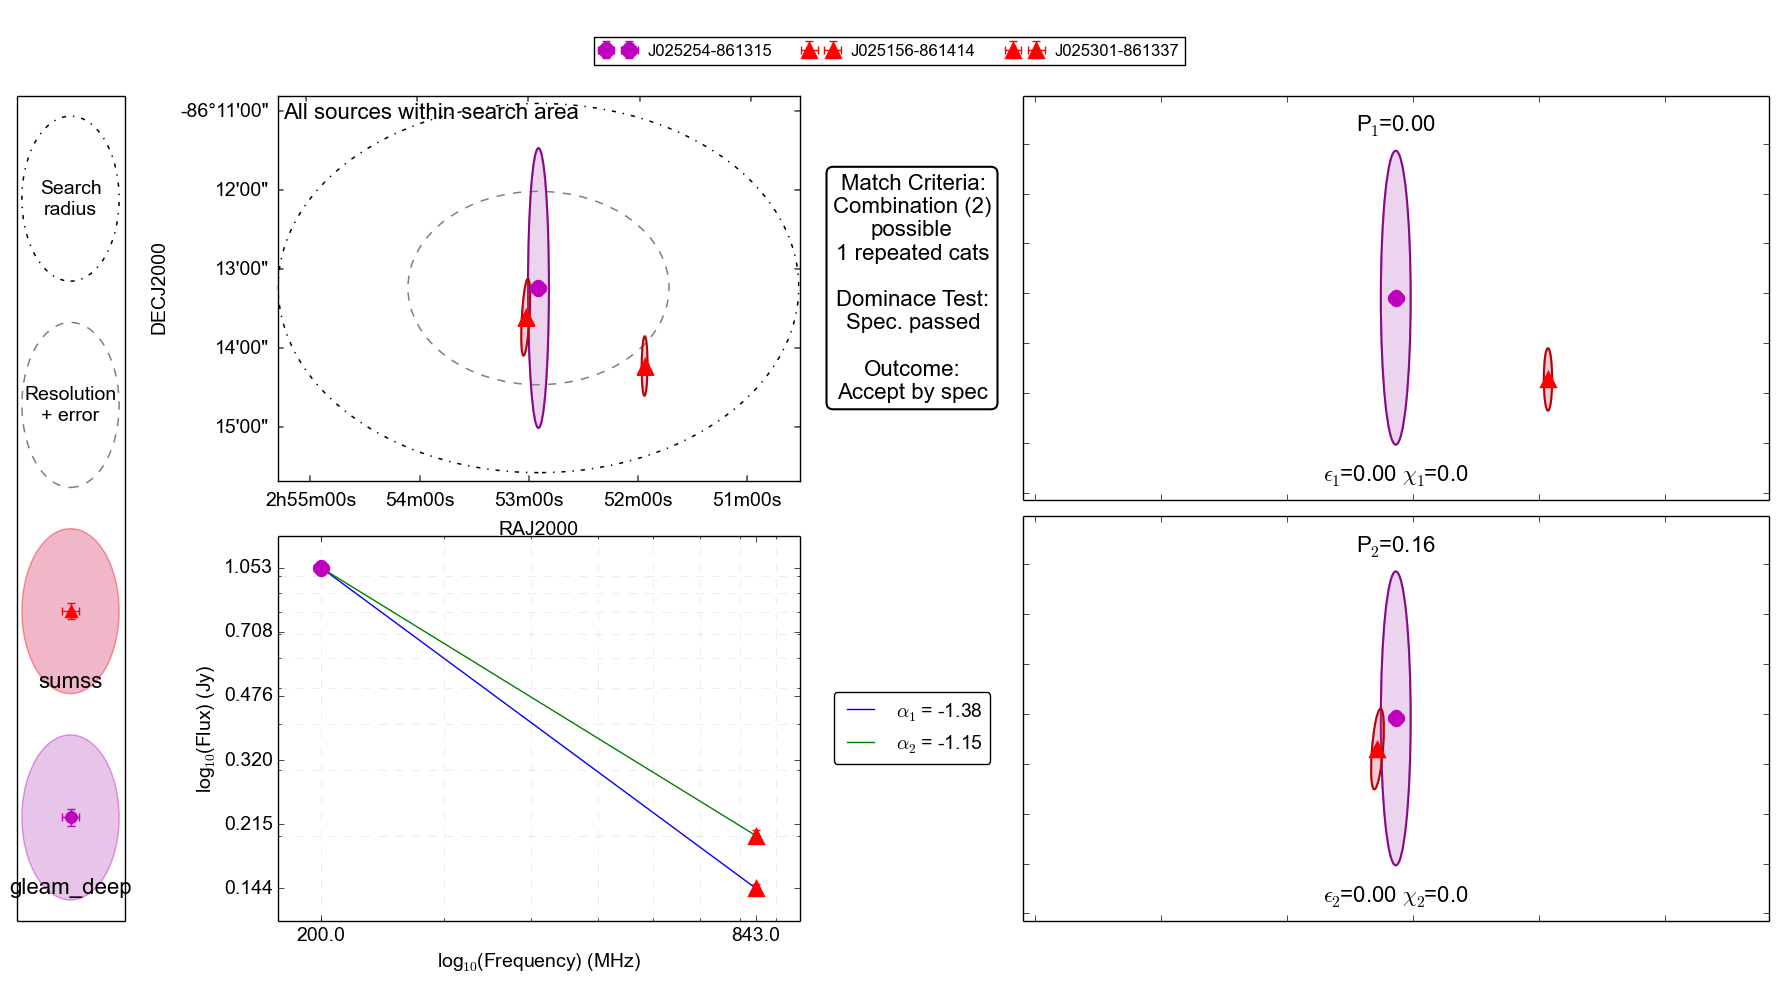 J025254-861315 J025156-861414 J025301-861337
Search
radius
Resolution
+ error
sumss
gleam_deep
All sources within search area
-86°11'00"
12'00"
13'00"
14'00"
15'00"
DECJ2000
2h55m00s 54m00s 53m00s 52m00s 51m00s
RAJ2000
Match Criteria:
Combination (2)
possible
1 repeated cats
Dominace Test:
Spec. passed
Outcome:
Accept by spec
P₁=0.00
ϵ₁=0.00 χ₁=0.0
1.053
0.708
0.476
0.320
0.215
0.144
log₁₀(Flux) (Jy)
200.0 843.0
log₁₀(Frequency) (MHz)
α₁ = -1.38
α₂ = -1.15
P₂=0.16
ϵ₂=0.00 χ₂=0.0